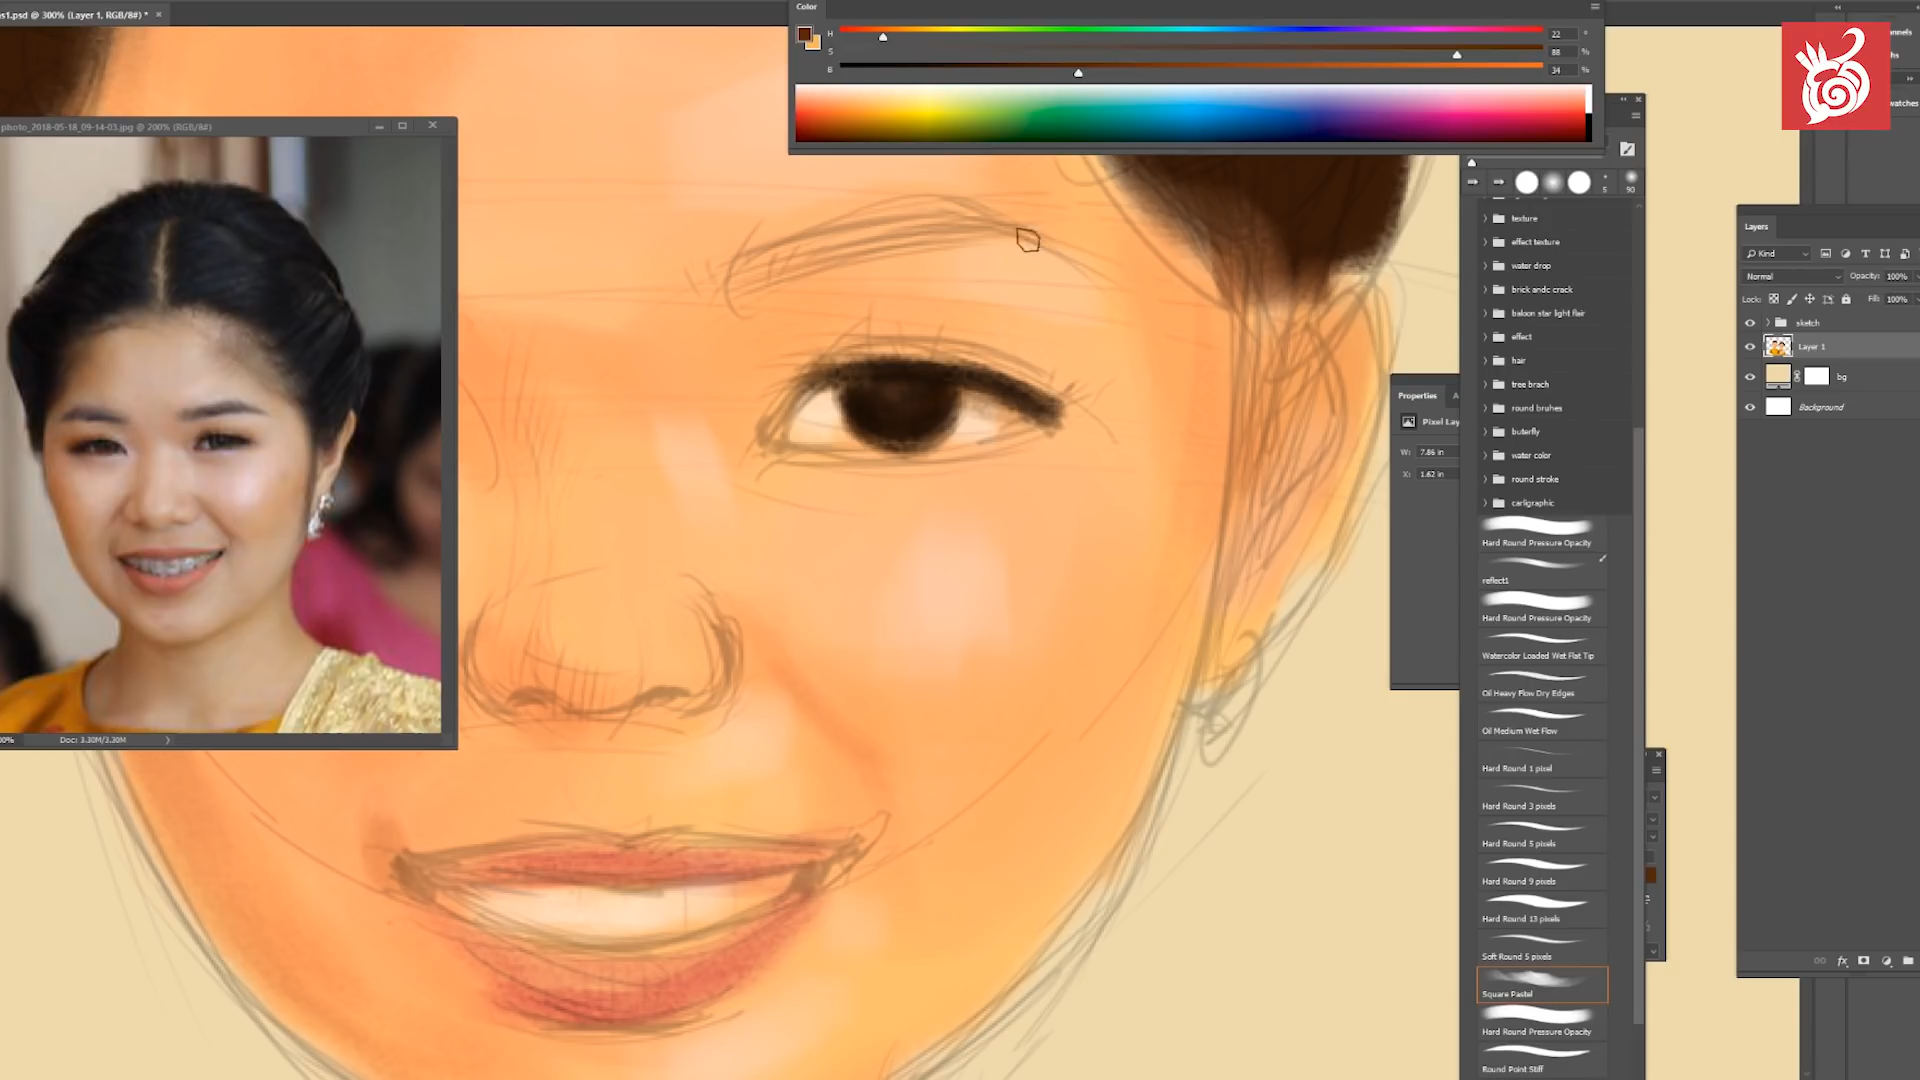 s1.psd @ 300% (Layer 1, RGB/8#) *
Color
H 22 °
S 88 %
B 34 %
photo_2018-05-18_09-14-03.jpg @ 200% (RGB/8#)
Doc: 3.30M/3.30M
5 90
texture
effect texture
water drop
brick andc crack
baloon star light flair
effect
hair
tree brach
round bruhes
buterfly
water color
round stroke
carligraphic
Hard Round Pressure Opacity
reflect1
Hard Round Pressure Opacity
Watercolor Loaded Wet Flat Tip
Oil Heavy Flow Dry Edges
Oil Medium Wet Flow
Hard Round 1 pixel
Hard Round 3 pixels
Hard Round 5 pixels
Hard Round 9 pixels
Hard Round 13 pixels
Soft Round 5 pixels
Square Pastel
Hard Round Pressure Opacity
Round Point Stiff
Properties
Pixel Lay
W: 7.86 in
X: 1.62 in
nnels
hs
watches
Layers
Kind
Normal Opacity: 100%
Lock: Fill: 100%
sketch
Layer 1
bg
Background
fx